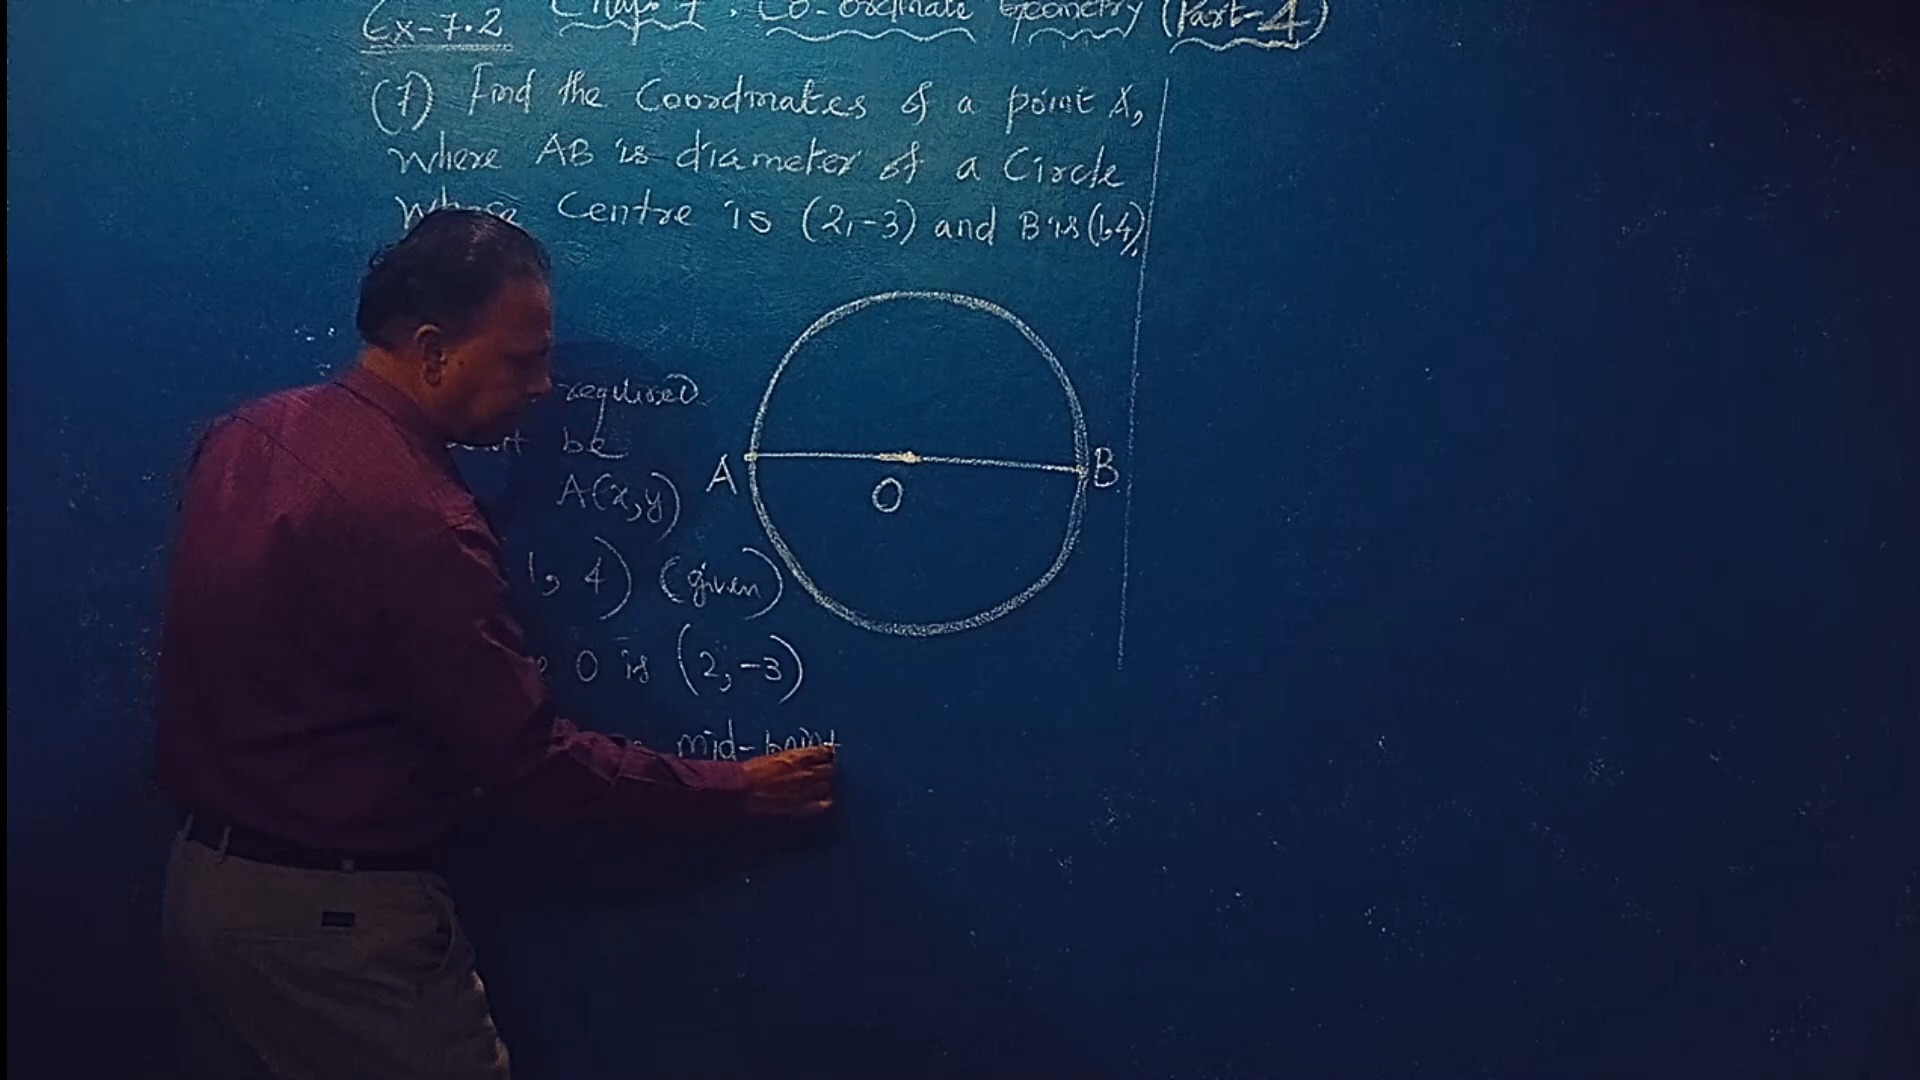 Ex-7.2 Chap. 7. Co-ordinate Geometry (Part-4)
(7) Find the Coordinates of a point A,
Where AB is diameter of a Circle
Whose Centre is (2,-3) and B is (1,4).
required
be
A(x,y)
A
B
O
1, 4) (given)
O is (2,-3)
mid-point